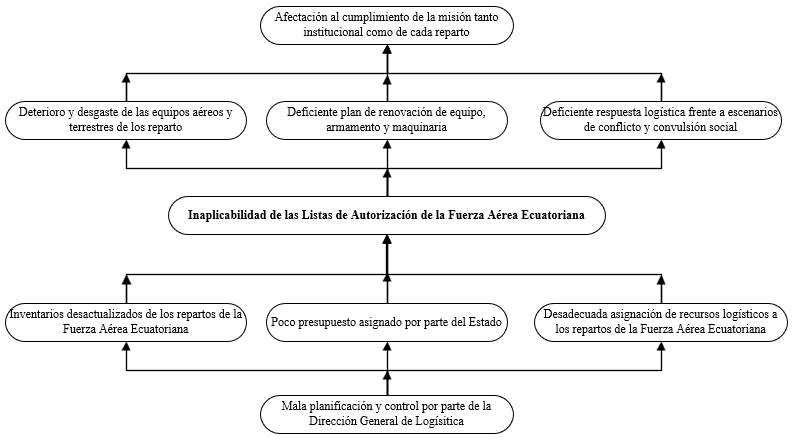 Afectación al cumplimiento de la misión tanto
institucional como de cada reparto
Deterioro y desgaste de las equipos aéreos y
terrestres de los reparto
Deficiente plan de renovación de equipo,
armamento y maquinaria
Deficiente respuesta logística frente a escenarios
de conflicto y convulsión social
Inaplicabilidad de las Listas de Autorización de la Fuerza Aérea Ecuatoriana
Inventarios desactualizados de los repartos de la
Fuerza Aérea Ecuatoriana
Poco presupuesto asignado por parte del Estado
Desadecuada asignación de recursos logísticos a
los repartos de la Fuerza Aérea Ecuatoriana
Mala planificación y control por parte de la
Dirección General de Logísitica